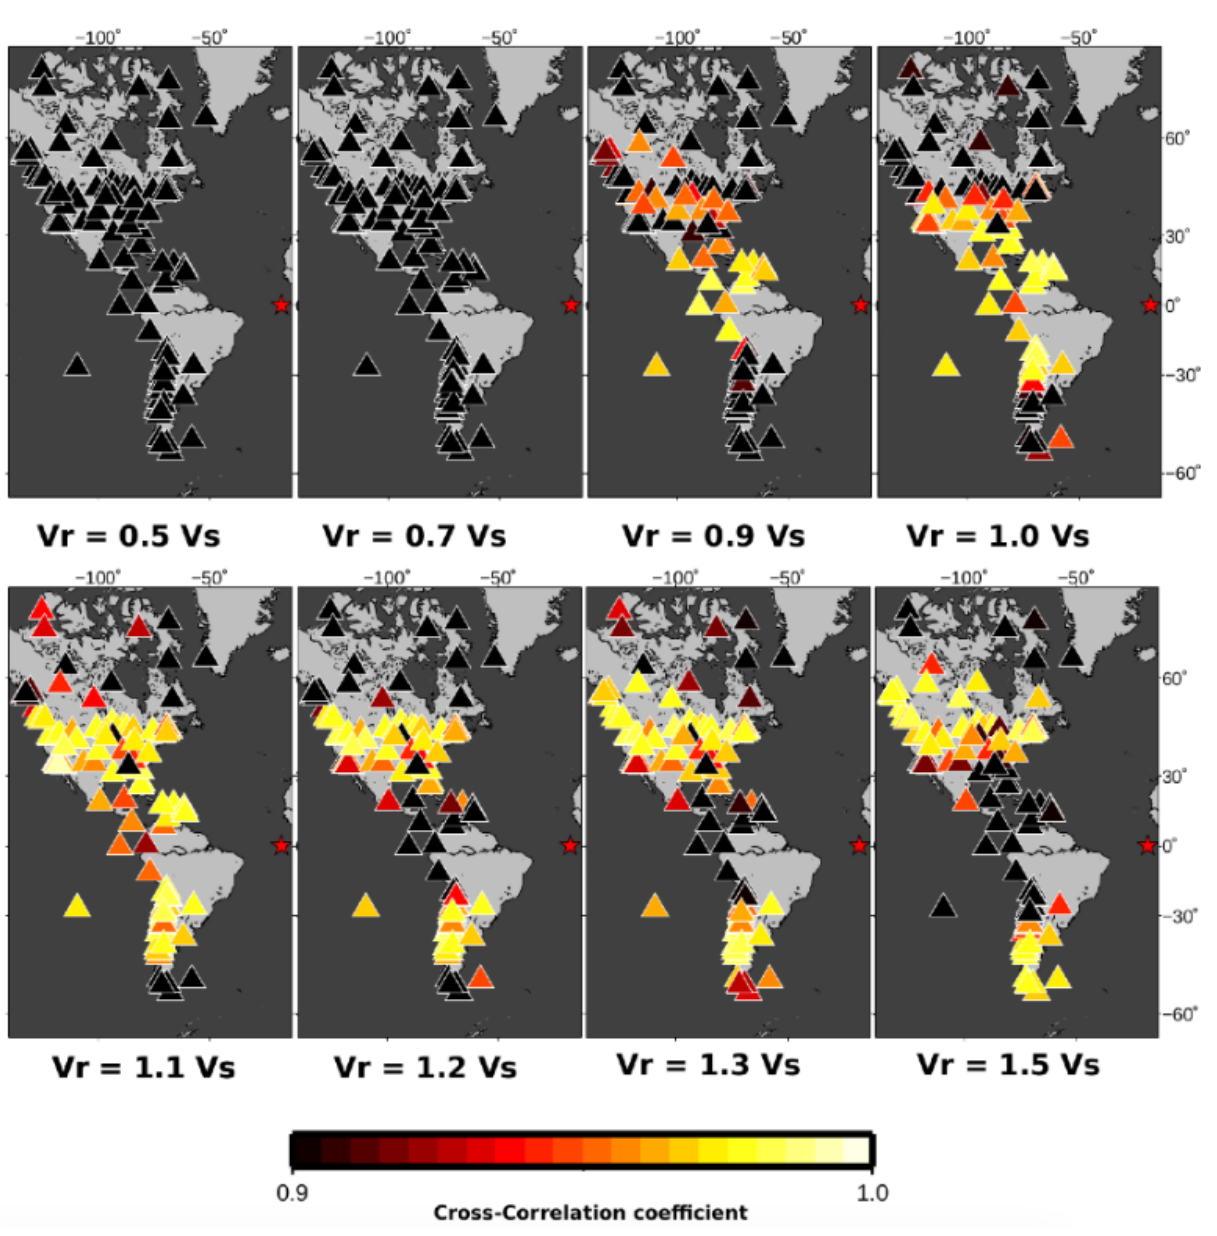 −100˚ −50˚ −100˚ −50˚ −100˚ −50˚ −100˚ −50˚
60˚
30˚
0˚
−30˚
−60˚
Vr = 0.5 Vs Vr = 0.7 Vs Vr = 0.9 Vs Vr = 1.0 Vs
−100˚ −50˚ −100˚ −50˚ −100˚ −50˚ −100˚ −50˚
60˚
30˚
0˚
−30˚
−60˚
Vr = 1.1 Vs Vr = 1.2 Vs Vr = 1.3 Vs Vr = 1.5 Vs
0.9 1.0
Cross-Correlation coefficient